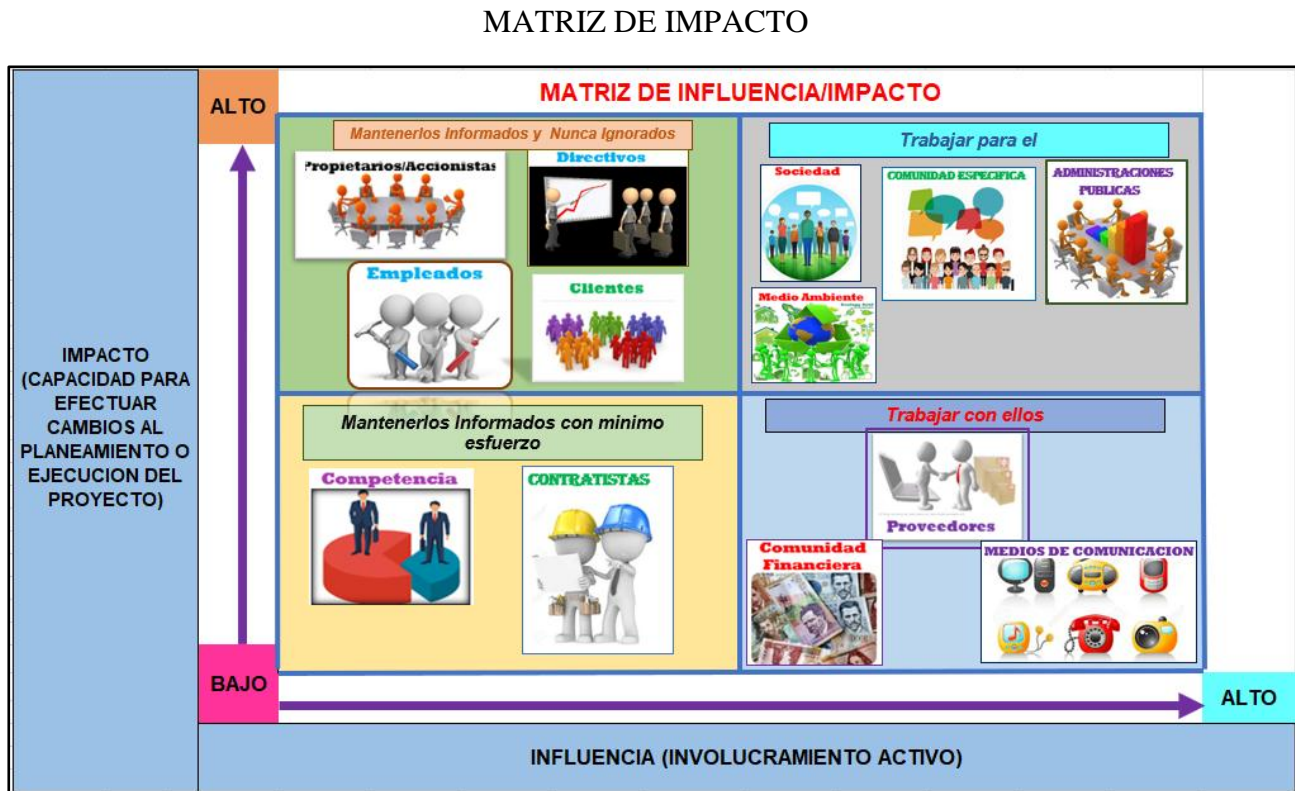 MATRIZ DE IMPACTO
MATRIZ DE INFLUENCIA/IMPACTO
ALTO
Mantenerlos Informados y Nunca Ignorados
Propietarios/Accionistas
Directivos
Empleados
Clientes
Trabajar para el
Sociedad
COMUNIDAD ESPECIFICA
ADMINISTRACIONES
PUBLICAS
Medio Ambiente
IMPACTO
(CAPACIDAD PARA
EFECTUAR
CAMBIOS AL
PLANEAMIENTO O
EJECUCION DEL
PROYECTO)
Mantenerlos Informados con minimo
esfuerzo
Competencia
CONTRATISTAS
Trabajar con ellos
Proveedores
Comunidad
Financiera
MEDIOS DE COMUNICACION
BAJO
ALTO
INFLUENCIA (INVOLUCRAMIENTO ACTIVO)